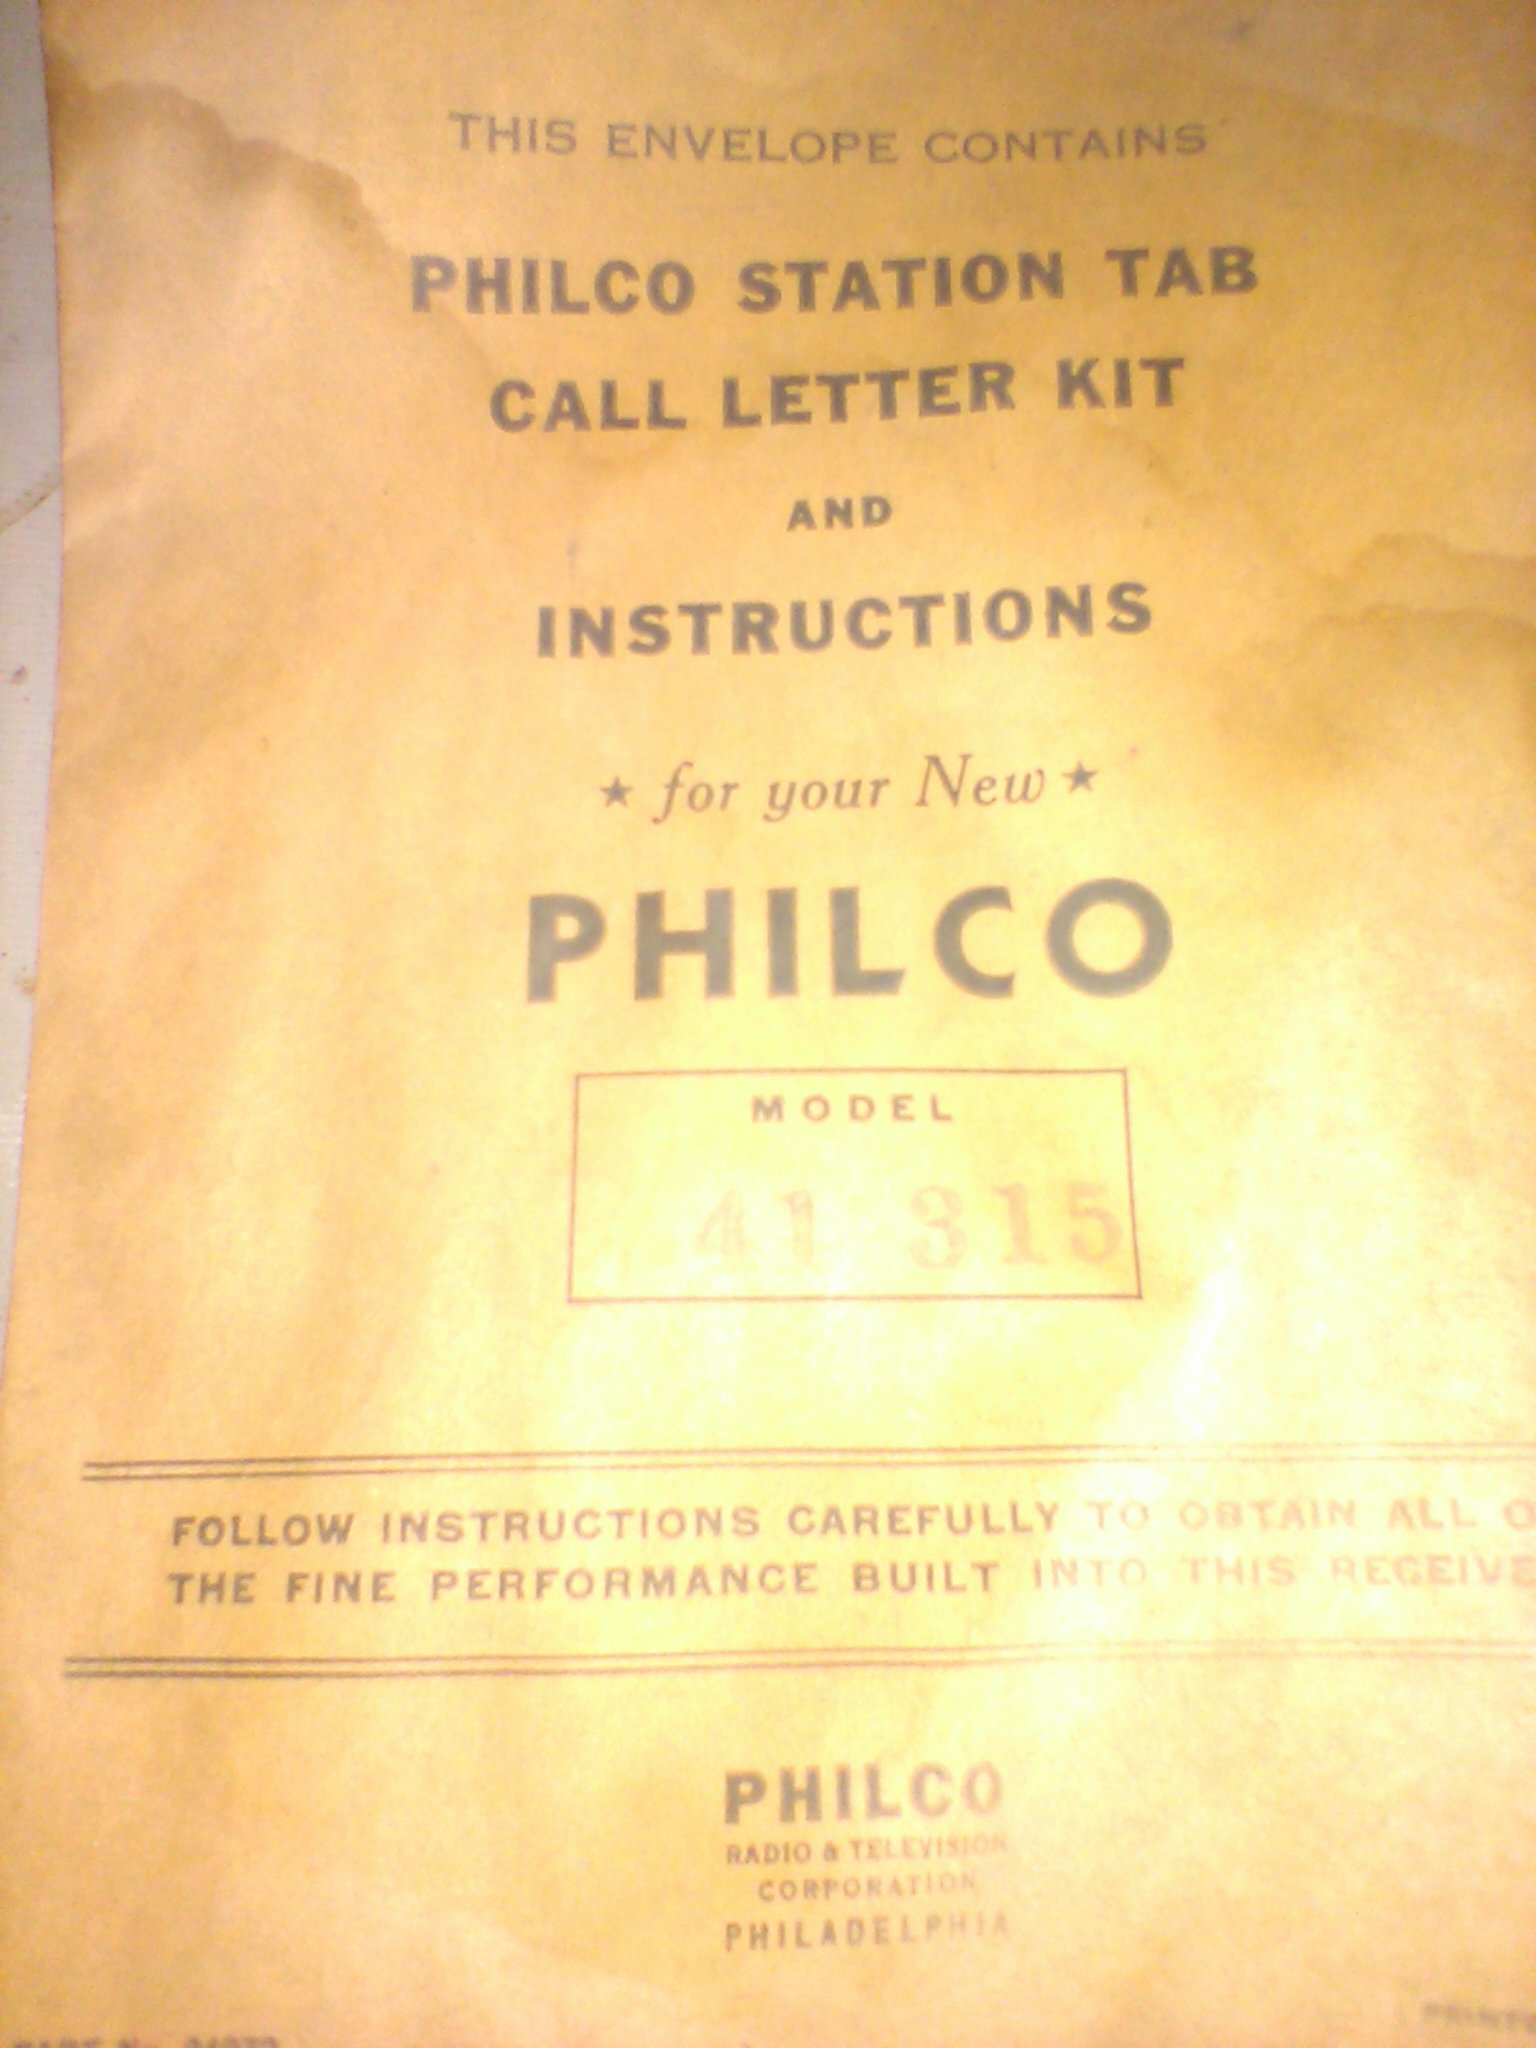 THIS ENVELOPE CONTAINS
PHILCO STATION TAB
CALL LETTER KIT
AND
INSTRUCTIONS
★ for your New ★
PHILCO
MODEL
41 315
FOLLOW INSTRUCTIONS CAREFULLY TO OBTAIN ALL O
THE FINE PERFORMANCE BUILT INTO THIS RECEIVE
PHILCO
RADIO & TELEVISION
CORPORATION
PHILADELPHIA